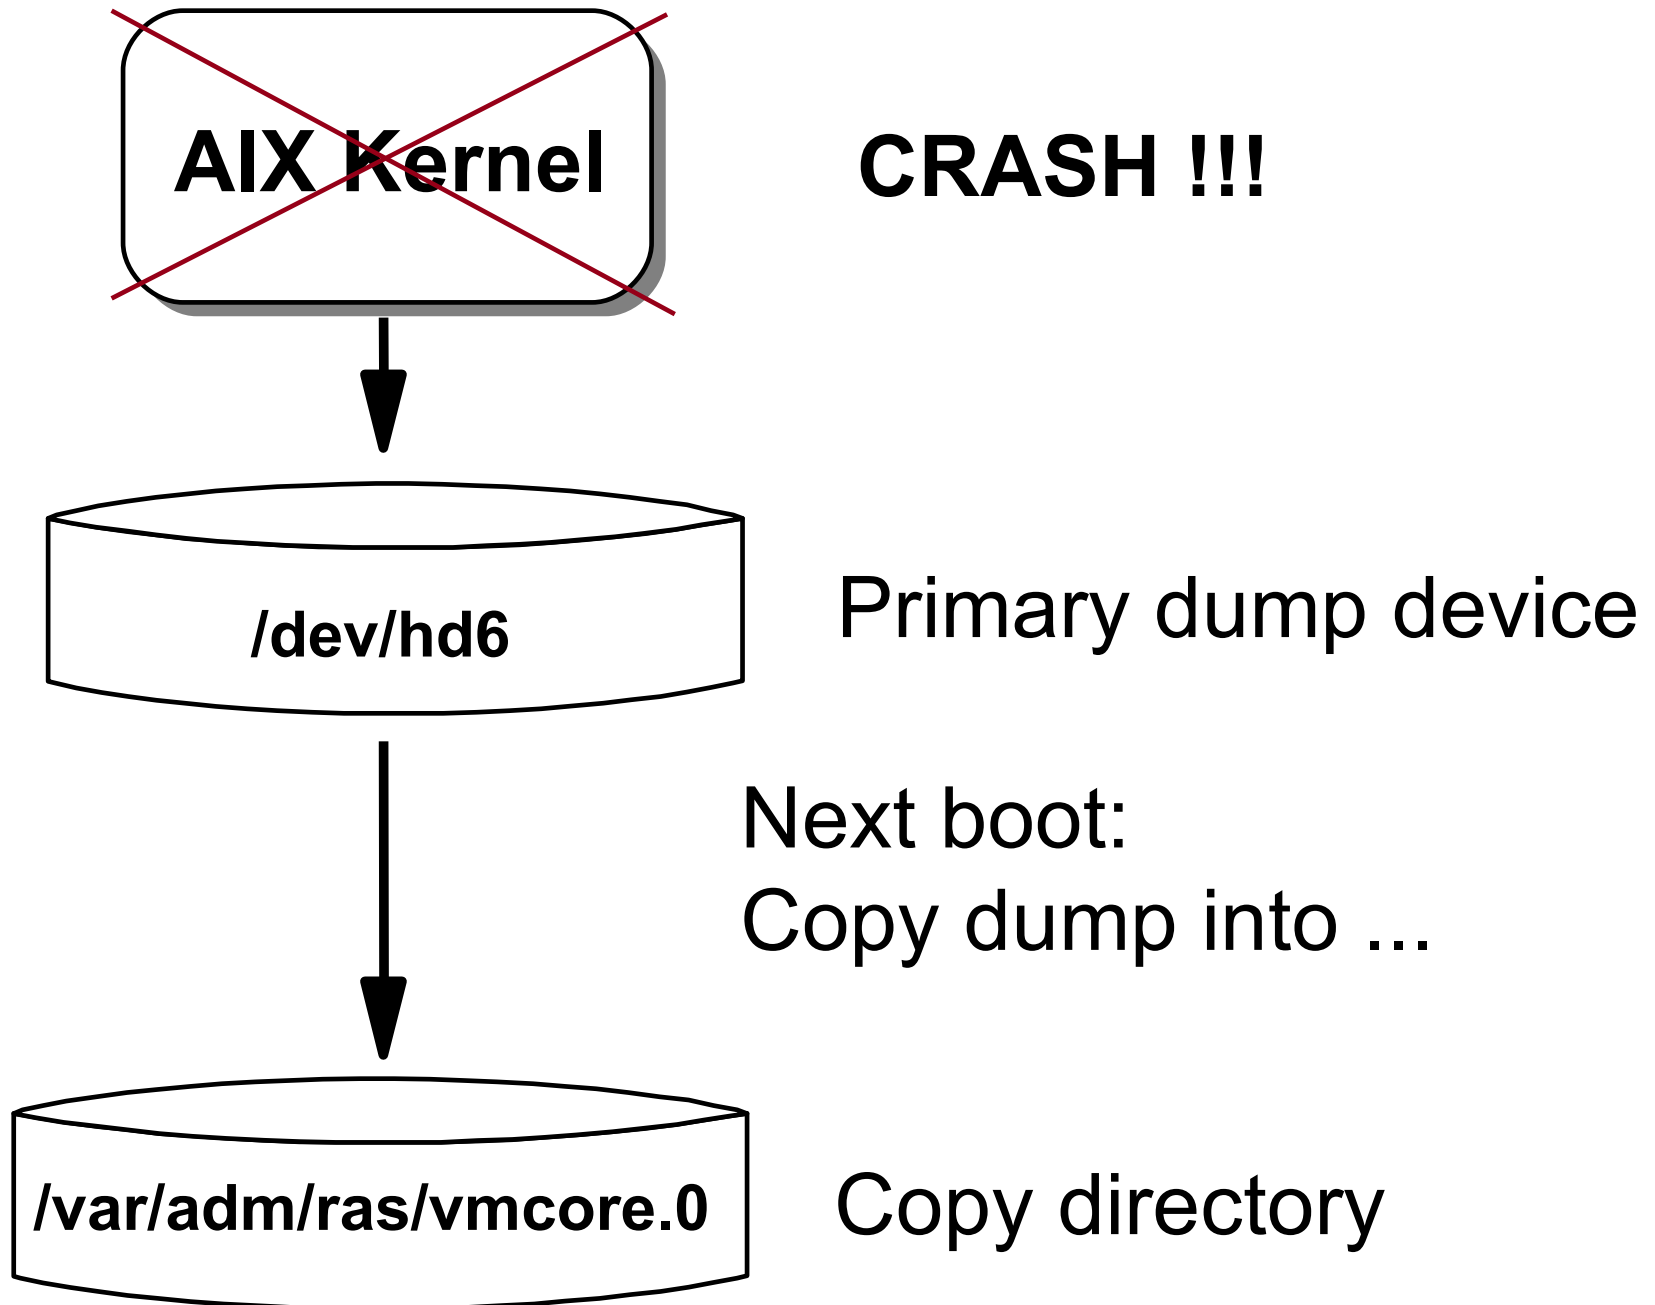 AIX Kernel
CRASH !!!
/dev/hd6
Primary dump device
Next boot:
Copy dump into ...
/var/adm/ras/vmcore.0
Copy directory